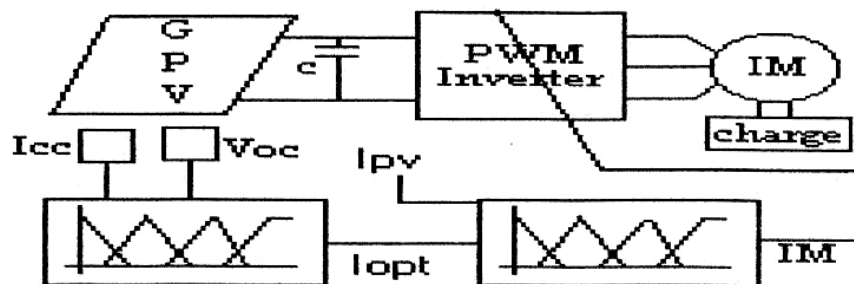 G
P
V
c
PWM
Inverter
IM
charge
Icc
Voc
Ipv
Iopt
IM